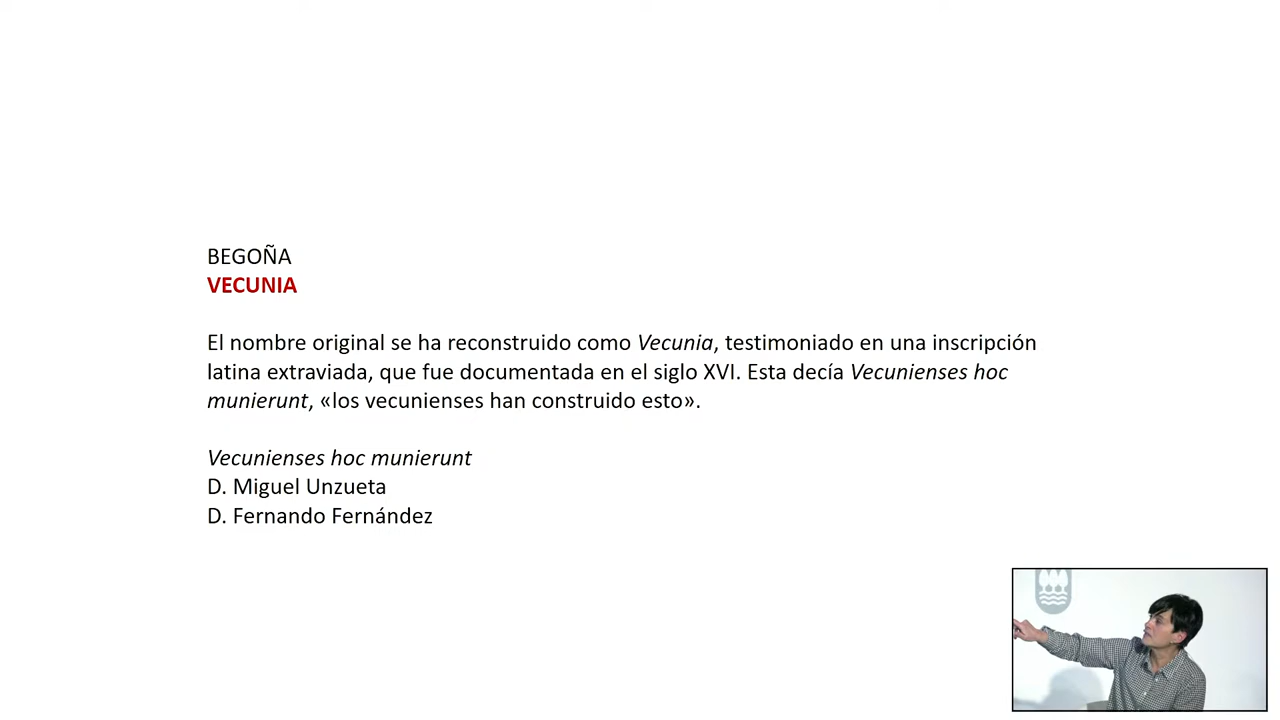 BEGOÑA
VECUNIA
El nombre original se ha reconstruido como Vecunia, testimoniado en una inscripción
latina extraviada, que fue documentada en el siglo XVI. Esta decía Vecunienses hoc
munierunt, «los vecunienses han construido esto».
Vecunienses hoc munierunt
D. Miguel Unzueta
D. Fernando Fernández